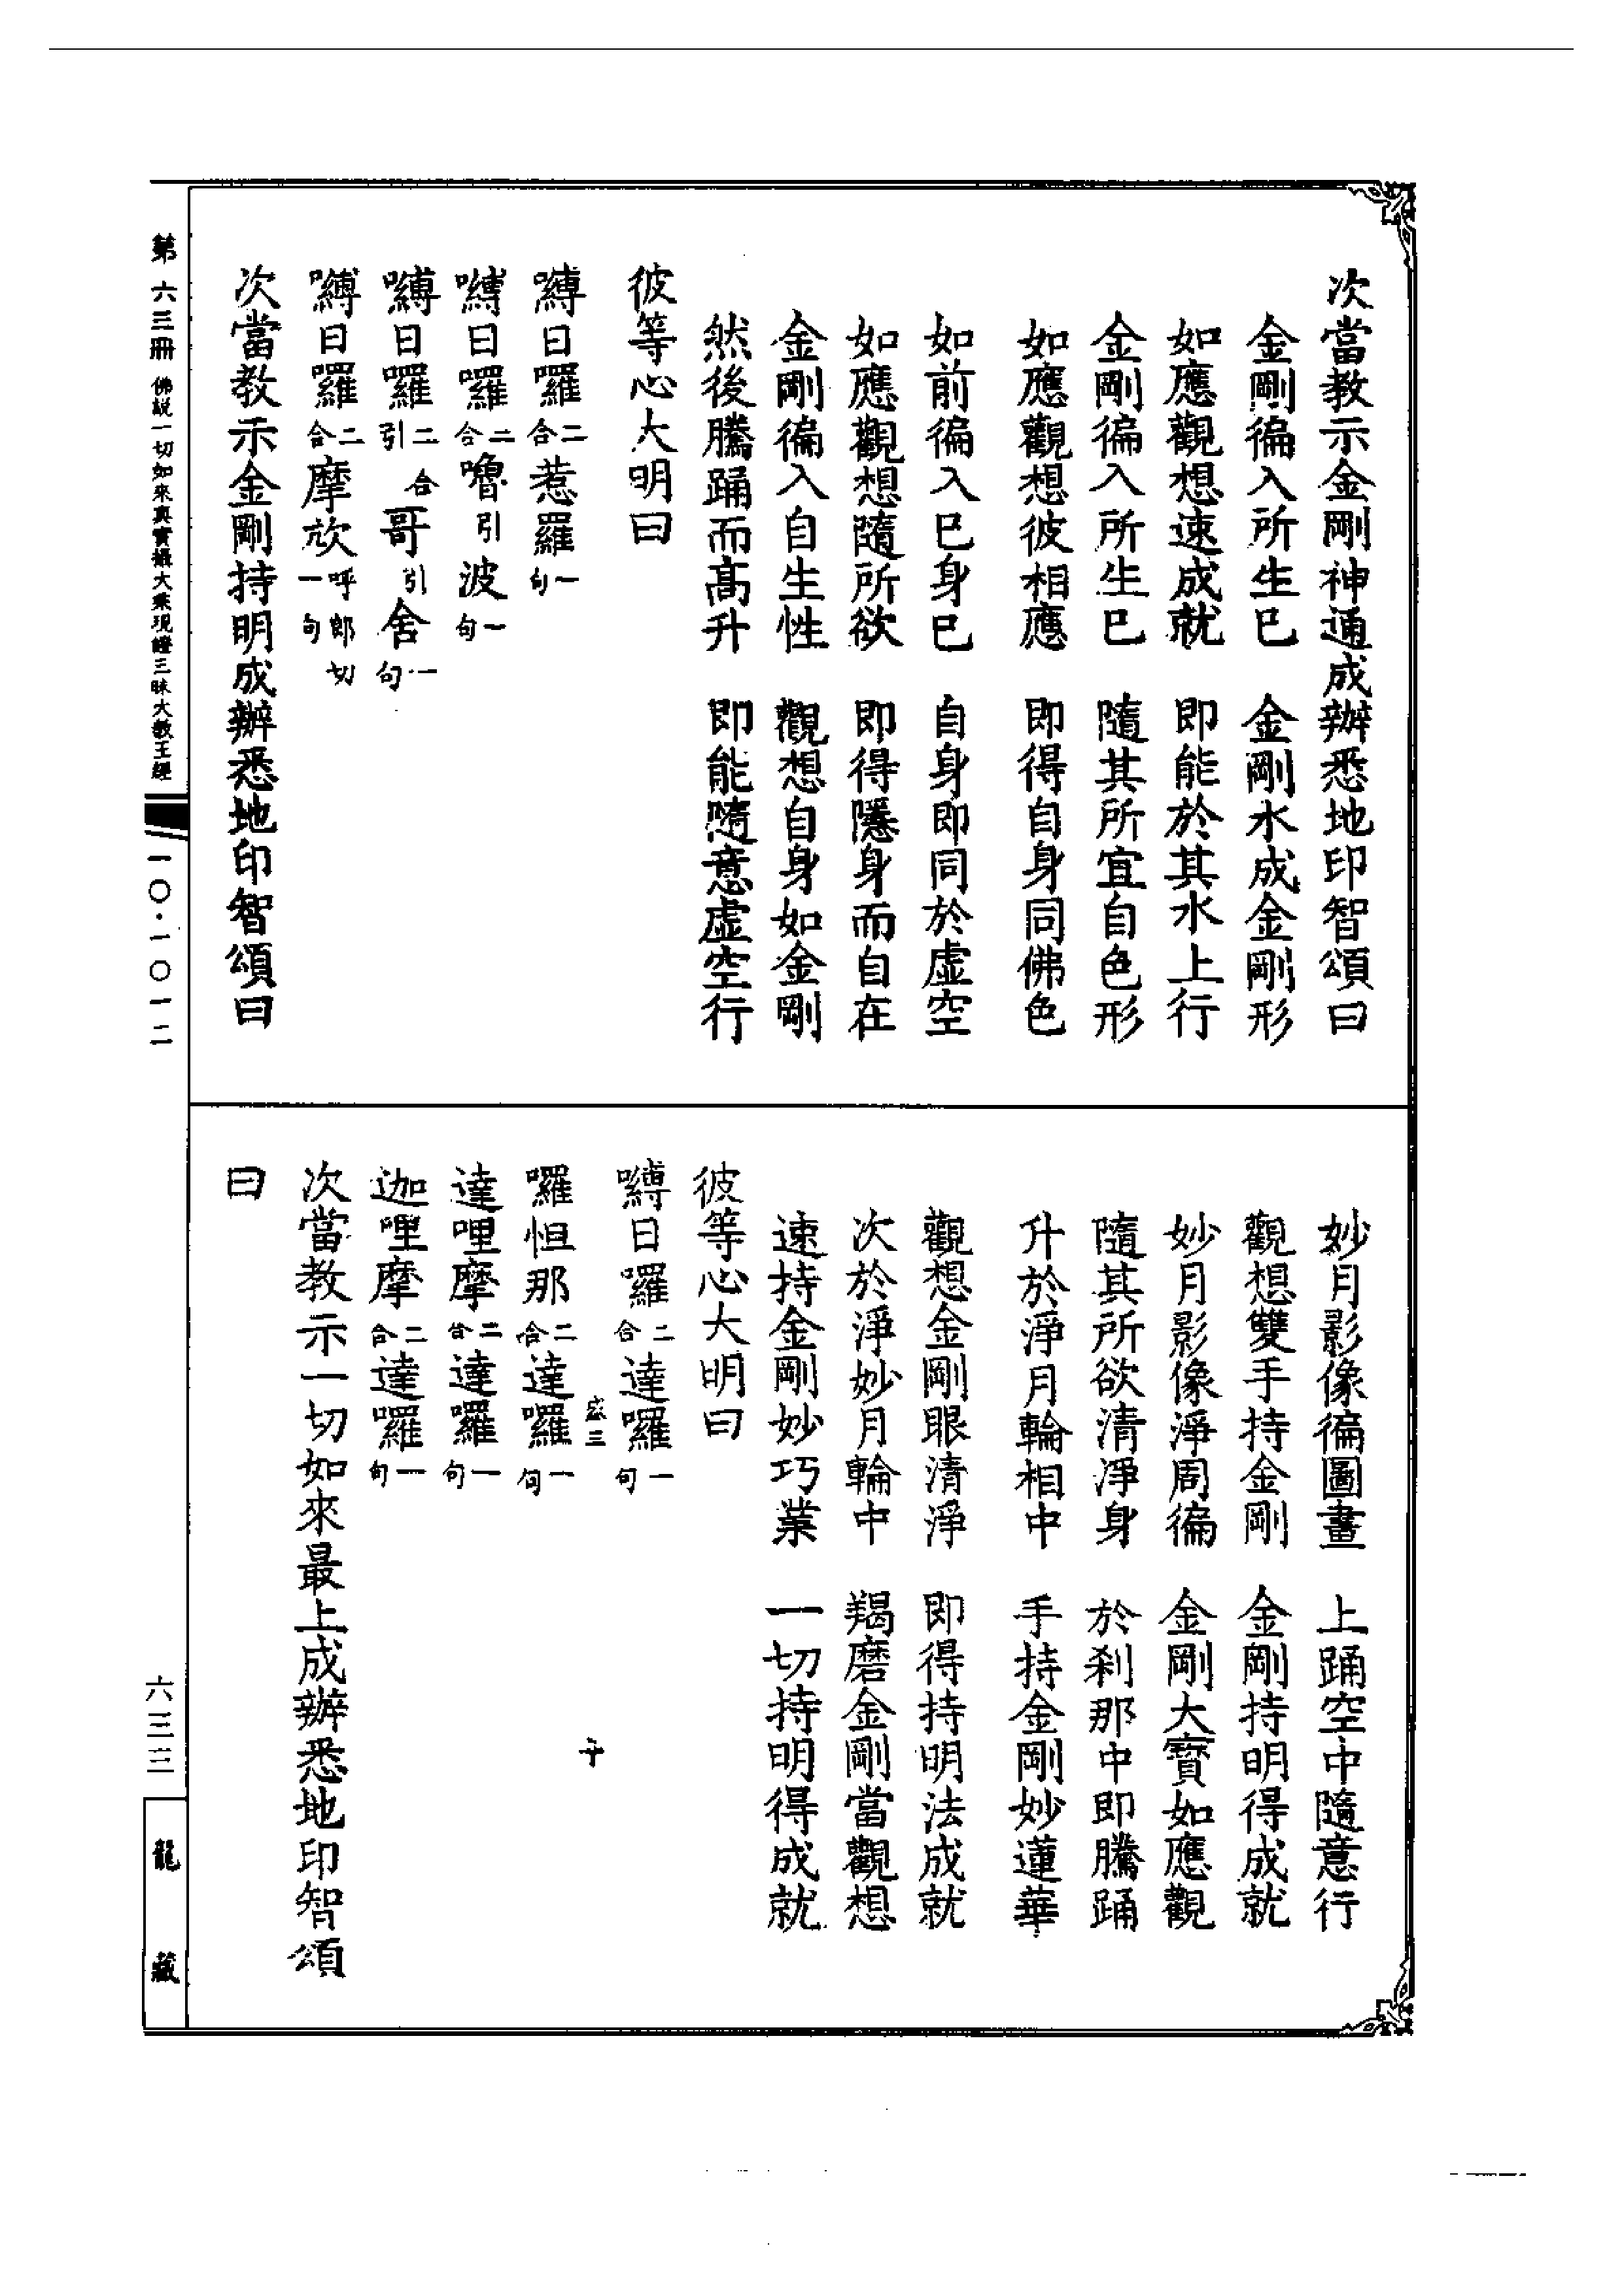 次當教示金剛神通成辦悉地印智頌曰
金剛徧入所生已　金剛水成金剛形
如應觀想速成就　即能於其水上行
金剛徧入所生已　隨其所宜自色形
如應觀想彼相應　即得自身同佛色
如前徧入已身已　自身即同於虛空
如應觀想隨所欲　即得隱身而自在
金剛徧入自生性　觀想自身如金剛
然後騰踊而高升　即能隨意虛空行
彼等心大明曰
嚩日囉二合惹羅一句
嚩日囉二合嚕引波一句
嚩日囉二合引哥引舍一句
嚩日囉二合摩欬呼郎切一句
次當教示金剛持明成辦悉地印智頌曰
妙月影像徧圖畫　上踊空中隨意行
觀想雙手持金剛　金剛持明得成就
妙月影像淨周徧　金剛大寶如應觀
隨其所欲清淨身　於刹那中即騰踊
升於淨月輪相中　手持金剛妙蓮華
觀想金剛眼清淨　即得持明法成就
次於淨妙月輪中　羯磨金剛當觀想
速持金剛妙巧業　一切持明得成就
彼等心大明曰
嚩日囉二合達囉一句
三　十
囉怛那二合達囉一句
達哩摩二合達囉一句
迦哩摩二合達囉一句
次當教示一切如來最上成辦悉地印智頌
曰
第六三冊　佛説一切如來真實攝大乘現證三昧大教王經　一〇·一〇一二
六三三
龍藏